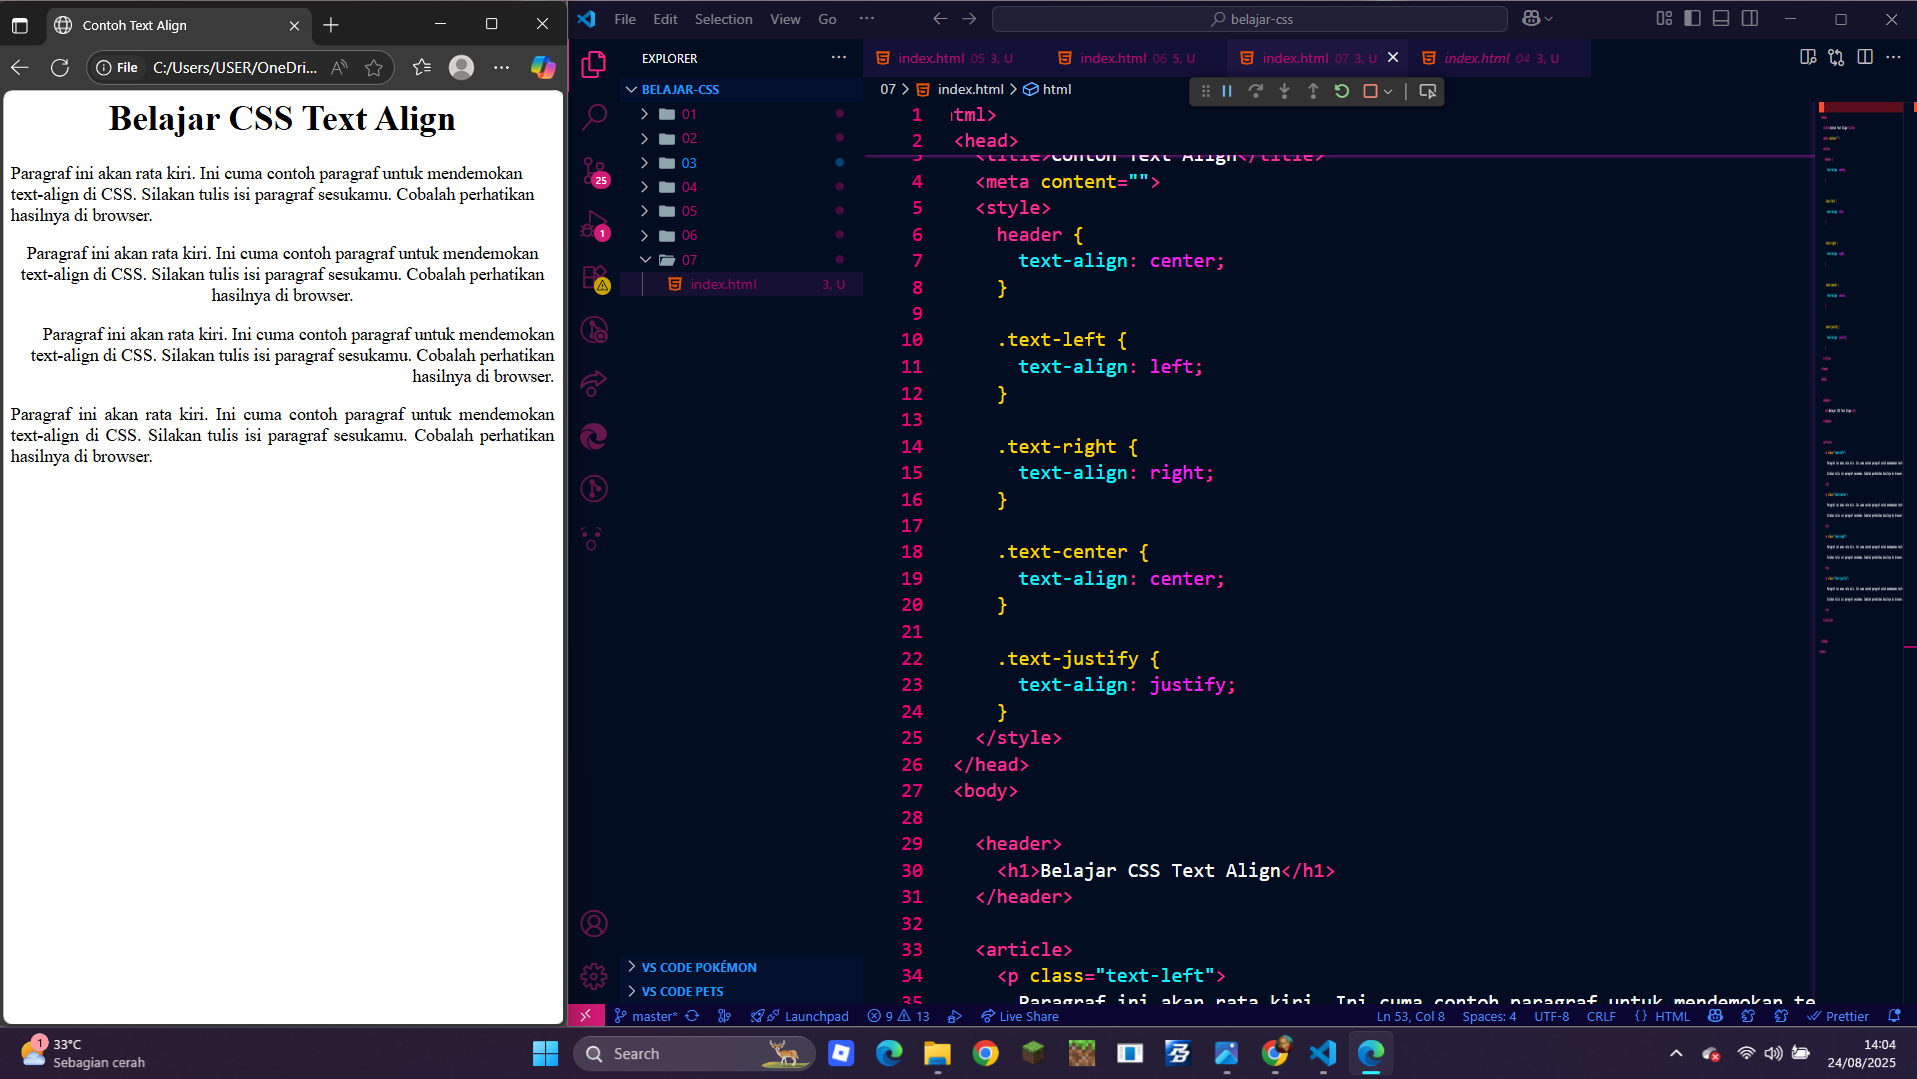 Contoh Text Align
File C:/Users/USER/OneDri...
Belajar CSS Text Align
Paragraf ini akan rata kiri. Ini cuma contoh paragraf untuk mendemokan
text-align di CSS. Silakan tulis isi paragraf sesukamu. Cobalah perhatikan
hasilnya di browser.
Paragraf ini akan rata kiri. Ini cuma contoh paragraf untuk mendemokan
text-align di CSS. Silakan tulis isi paragraf sesukamu. Cobalah perhatikan
hasilnya di browser.
Paragraf ini akan rata kiri. Ini cuma contoh paragraf untuk mendemokan
text-align di CSS. Silakan tulis isi paragraf sesukamu. Cobalah perhatikan
hasilnya di browser.
Paragraf ini akan rata kiri. Ini cuma contoh paragraf untuk mendemokan
text-align di CSS. Silakan tulis isi paragraf sesukamu. Cobalah perhatikan
hasilnya di browser.
File Edit Selection View Go ...
belajar-css
EXPLORER
BELAJAR-CSS
01
02
03
04
05
06
07
index.html 3, U
25
1
VS CODE POKÉMON
VS CODE PETS
index.html 05 3, U
index.html 06 5, U
index.html 07 3, U
index.html 04 3, U
07 > index.html > html
1 html>
2 <head>
3 <title>Contoh Text Align</title>
4 <meta content="">
5 <style>
6 header {
7 text-align: center;
8 }
9
10 .text-left {
11 text-align: left;
12 }
13
14 .text-right {
15 text-align: right;
16 }
17
18 .text-center {
19 text-align: center;
20 }
21
22 .text-justify {
23 text-align: justify;
24 }
25 </style>
26 </head>
27 <body>
28
29 <header>
30 <h1>Belajar CSS Text Align</h1>
31 </header>
32
33 <article>
34 <p class="text-left">
35 Paragraf ini akan rata kiri. Ini cuma contoh paragraf untuk mendemokan te
master* Launchpad 9 13 Live Share
Ln 53, Col 8 Spaces: 4 UTF-8 CRLF {} HTML Prettier
1
33°C
Sebagian cerah
Search
14:04
24/08/2025